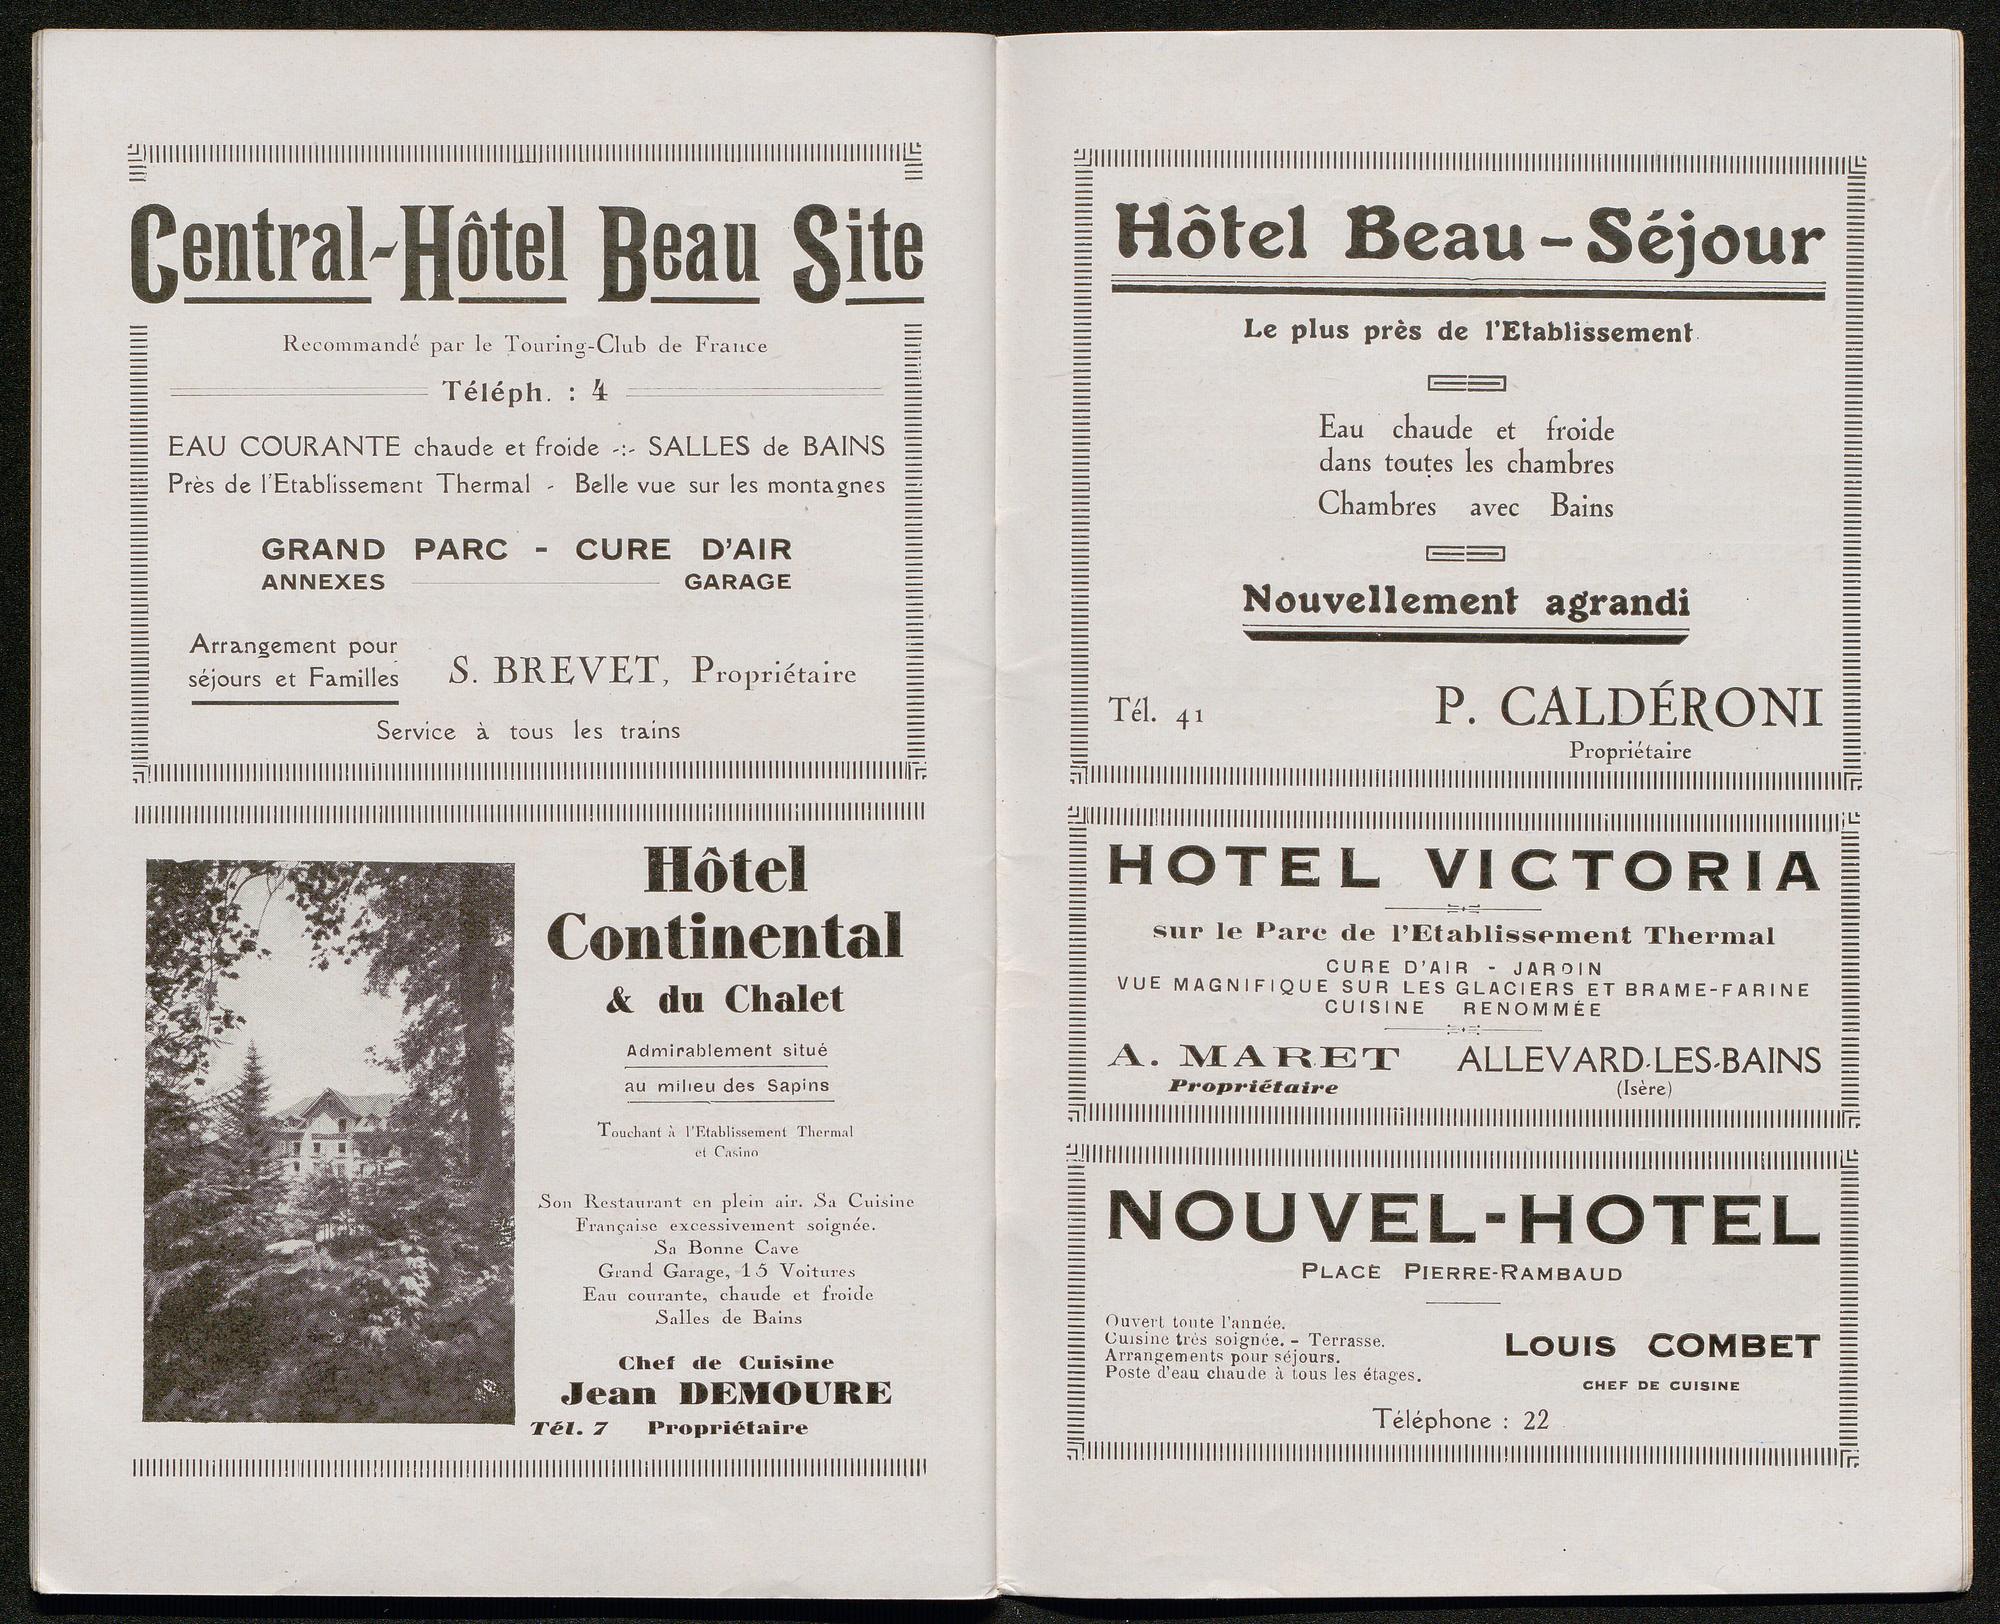 Central-Hôtel Beau Site
Recommandé par le Touring-Club de France
Téléph. : 4
EAU COURANTE chaude et froide -:- SALLES de BAINS
Près de l'Etablissement Thermal - Belle vue sur les montagnes
GRAND PARC - CURE D'AIR
ANNEXES GARAGE
Arrangement pour
séjours et Familles
S. BREVET, Propriétaire
Service à tous les trains
Hôtel
Continental
& du Chalet
Admirablement situé
au milieu des Sapins
Touchant à l'Etablissement Thermal
et Casino
Son Restaurant en plein air. Sa Cuisine
Française excessivement soignée.
Sa Bonne Cave
Grand Garage, 15 Voitures
Eau courante, chaude et froide
Salles de Bains
Chef de Cuisine
Jean DEMOURE
Tél. 7 Propriétaire
Hôtel Beau-Séjour
Le plus près de l'Etablissement
Eau chaude et froide
dans toutes les chambres
Chambres avec Bains
Nouvellement agrandi
Tél. 41 P. CALDÉRONI
Propriétaire
HOTEL VICTORIA
sur le Parc de l'Etablissement Thermal
CURE D'AIR - JARDIN
VUE MAGNIFIQUE SUR LES GLACIERS ET BRAME-FARINE
CUISINE RENOMMÉE
A. MARET ALLEVARD-LES-BAINS
Propriétaire (Isère)
NOUVEL-HOTEL
PLACE PIERRE-RAMBAUD
Ouvert toute l'année.
Cuisine très soignée. - Terrasse.
Arrangements pour séjours.
Poste d'eau chaude à tous les étages.
LOUIS COMBET
CHEF DE CUISINE
Téléphone : 22